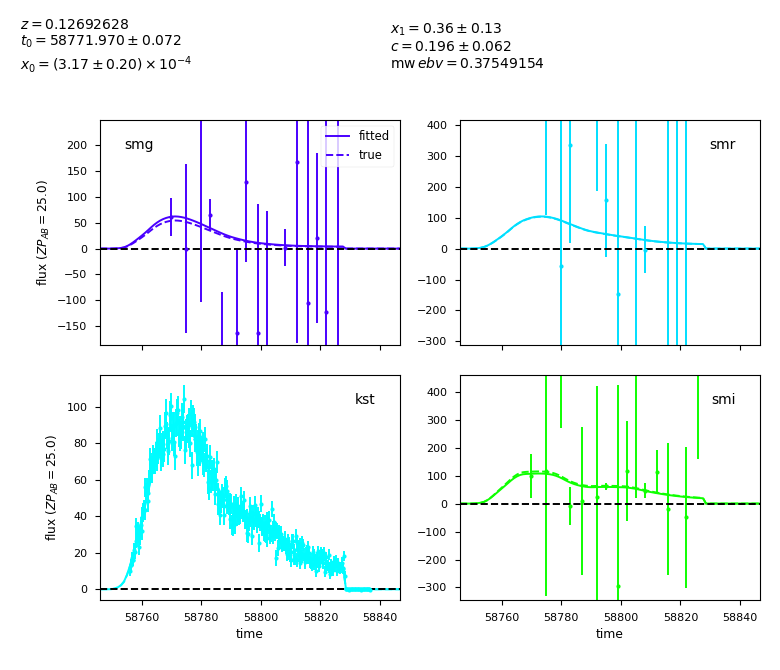 z = 0.12692628
t₀ = 58771.970 ± 0.072
x₀ = (3.17 ± 0.20) × 10⁻⁴
x₁ = 0.36 ± 0.13
c = 0.196 ± 0.062
mw ebv = 0.37549154
smg
fitted
true
200
150
100
50
0
−50
−100
−150
flux (ZP_AB = 25.0)
smr
400
300
200
100
0
−100
−200
−300
kst
100
80
60
40
20
0
flux (ZP_AB = 25.0)
58760
58780
58800
58820
58840
time
smi
400
300
200
100
0
−100
−200
−300
58760
58780
58800
58820
58840
time